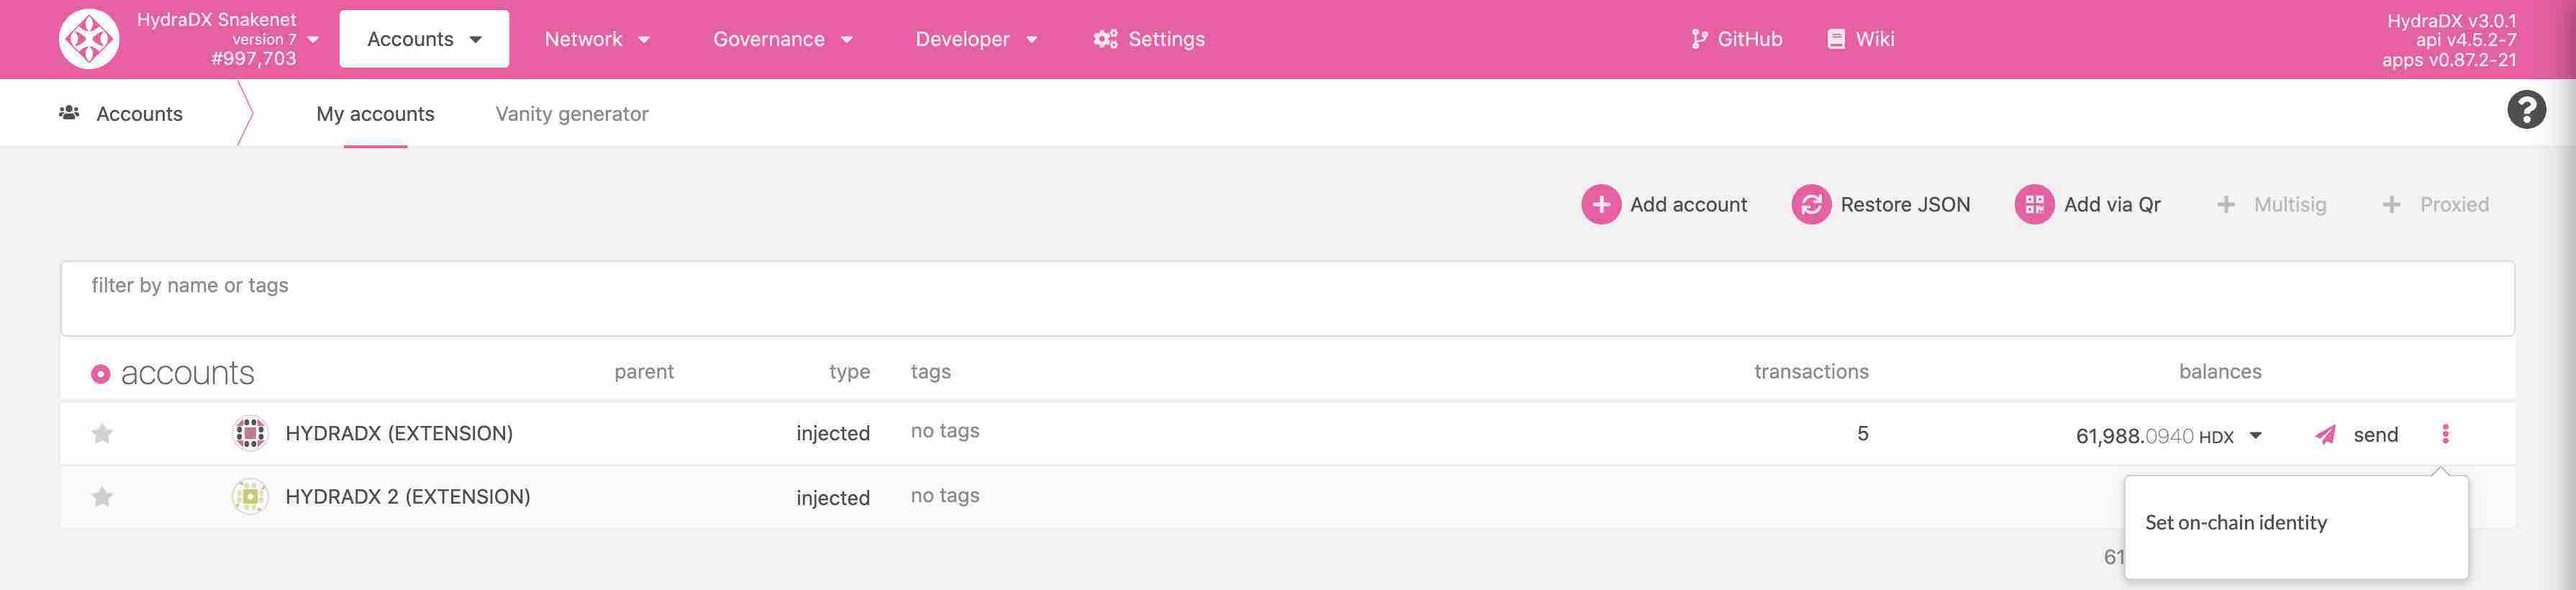 HydraDX Snakenet
version 7
#997,703
Accounts
Network
Governance
Developer
Settings
GitHub
Wiki
HydraDX v3.0.1
api v4.5.2-7
apps v0.87.2-21
Accounts
My accounts
Vanity generator
?
Add account
Restore JSON
Add via Qr
Multisig
Proxied
filter by name or tags
accounts parent type tags transactions balances
HYDRADX (EXTENSION) injected no tags 5 61,988.0940 HDX send
HYDRADX 2 (EXTENSION) injected no tags
Set on-chain identity
61